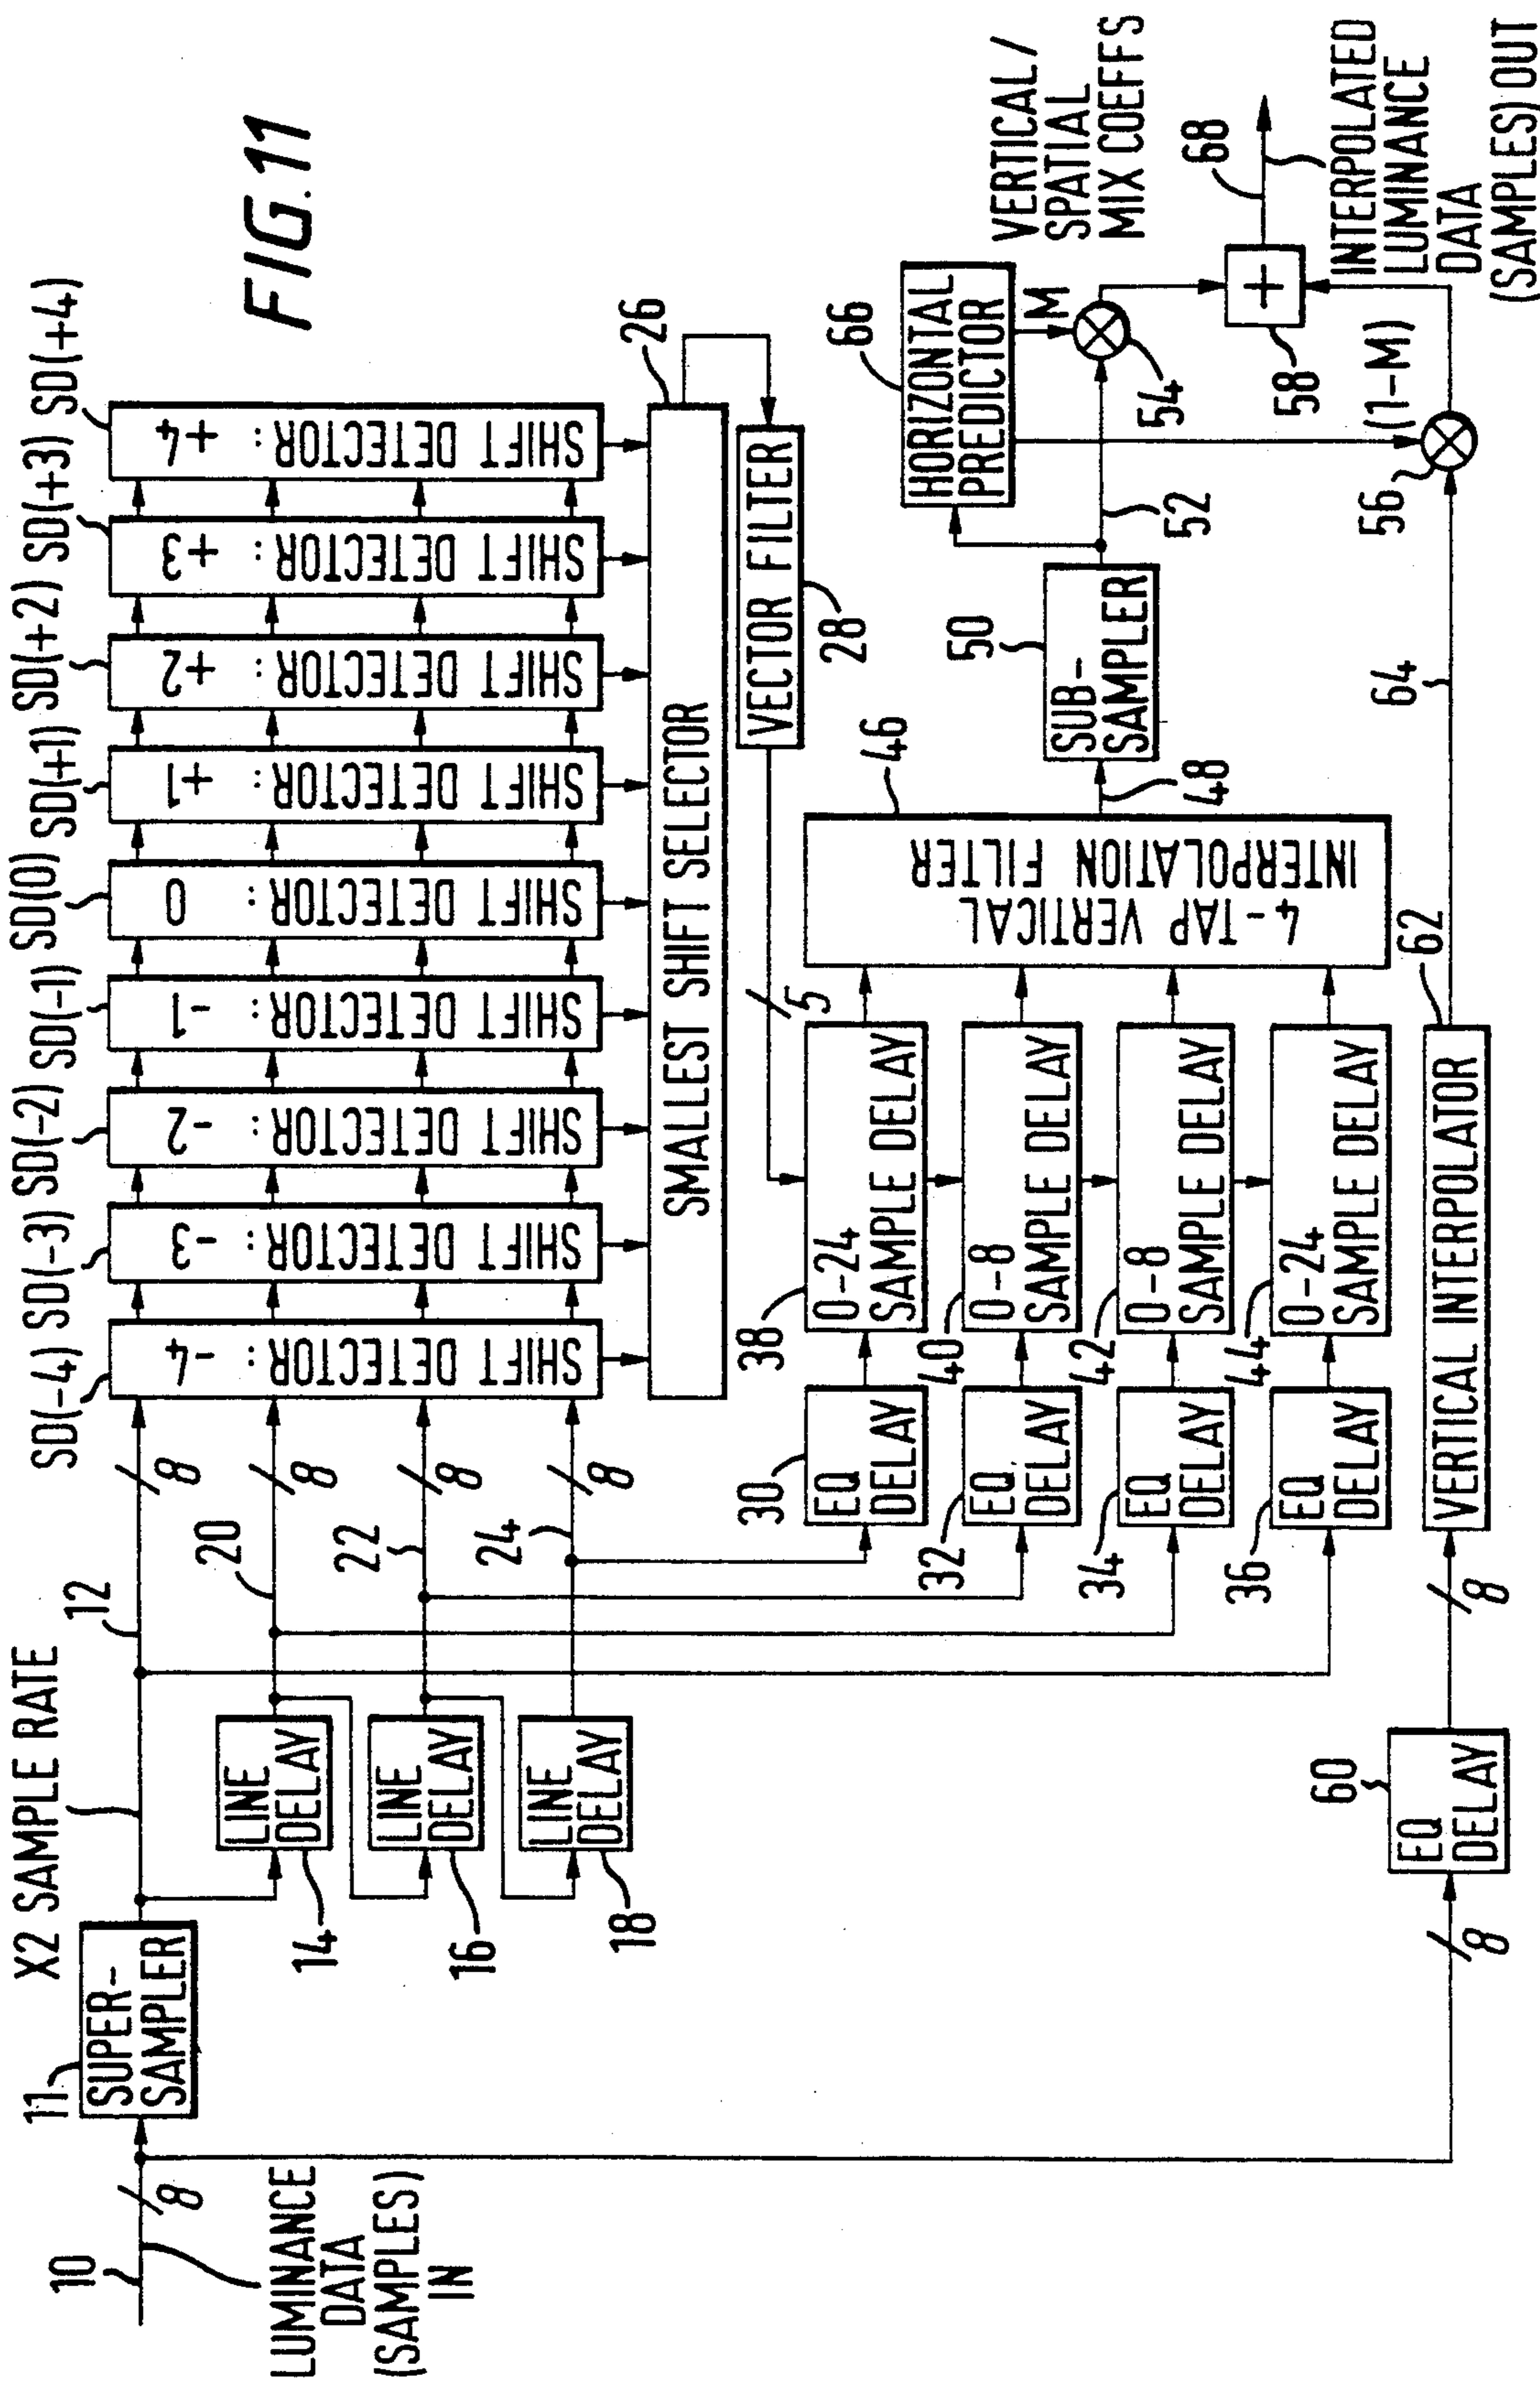 FIG.11
10
8
LUMINANCE
DATA
(SAMPLES)
IN
11
SUPER-
SAMPLER
X2 SAMPLE RATE
12
14
LINE
DELAY
16
LINE
DELAY
18
LINE
DELAY
20
22
24
8
8
8
8
SD(-4)
SD(-3)
SD(-2)
SD(-1)
SD(0)
SD(+1)
SD(+2)
SD(+3)
SD(+4)
SHIFT DETECTOR: -4
SHIFT DETECTOR: -3
SHIFT DETECTOR: -2
SHIFT DETECTOR: -1
SHIFT DETECTOR: 0
SHIFT DETECTOR: +1
SHIFT DETECTOR: +2
SHIFT DETECTOR: +3
SHIFT DETECTOR: +4
SMALLEST SHIFT SELECTOR
26
VECTOR FILTER
28
5
30
EQ
DELAY
38
0-24
SAMPLE DELAY
32
EQ
DELAY
40
0-8
SAMPLE DELAY
34
EQ
DELAY
42
0-8
SAMPLE DELAY
36
EQ
DELAY
44
0-24
SAMPLE DELAY
4-TAP VERTICAL
INTERPOLATION FILTER
46
48
50
SUB-
SAMPLER
52
66
HORIZONTAL
PREDICTOR
M
54
VERTICAL/
SPATIAL
MIX COEFFS
(1-M)
56
58
+
68
INTERPOLATED
LUMINANCE
DATA
(SAMPLES) OUT
8
60
EQ
DELAY
8
VERTICAL INTERPOLATOR
62
64